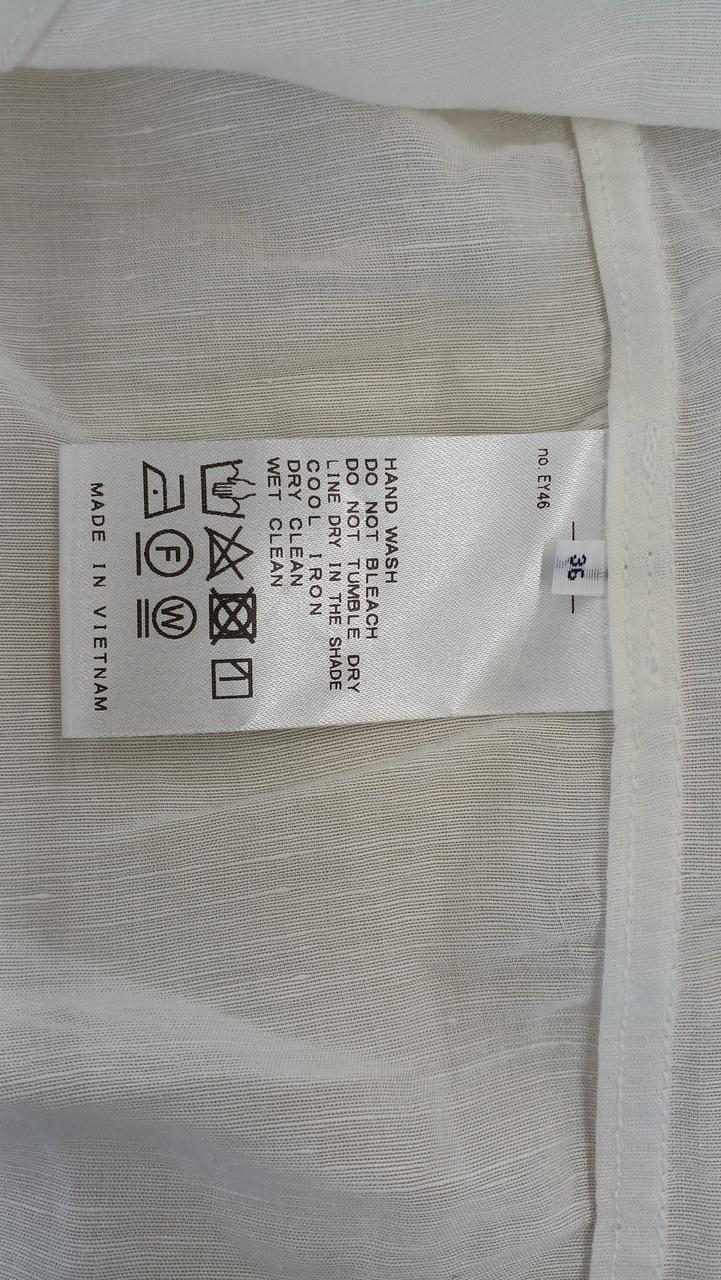 36
no. EY46
HAND WASH
DO NOT BLEACH
DO NOT TUMBLE DRY
LINE DRY IN THE SHADE
COOL IRON
DRY CLEAN
WET CLEAN
F W
MADE IN VIETNAM